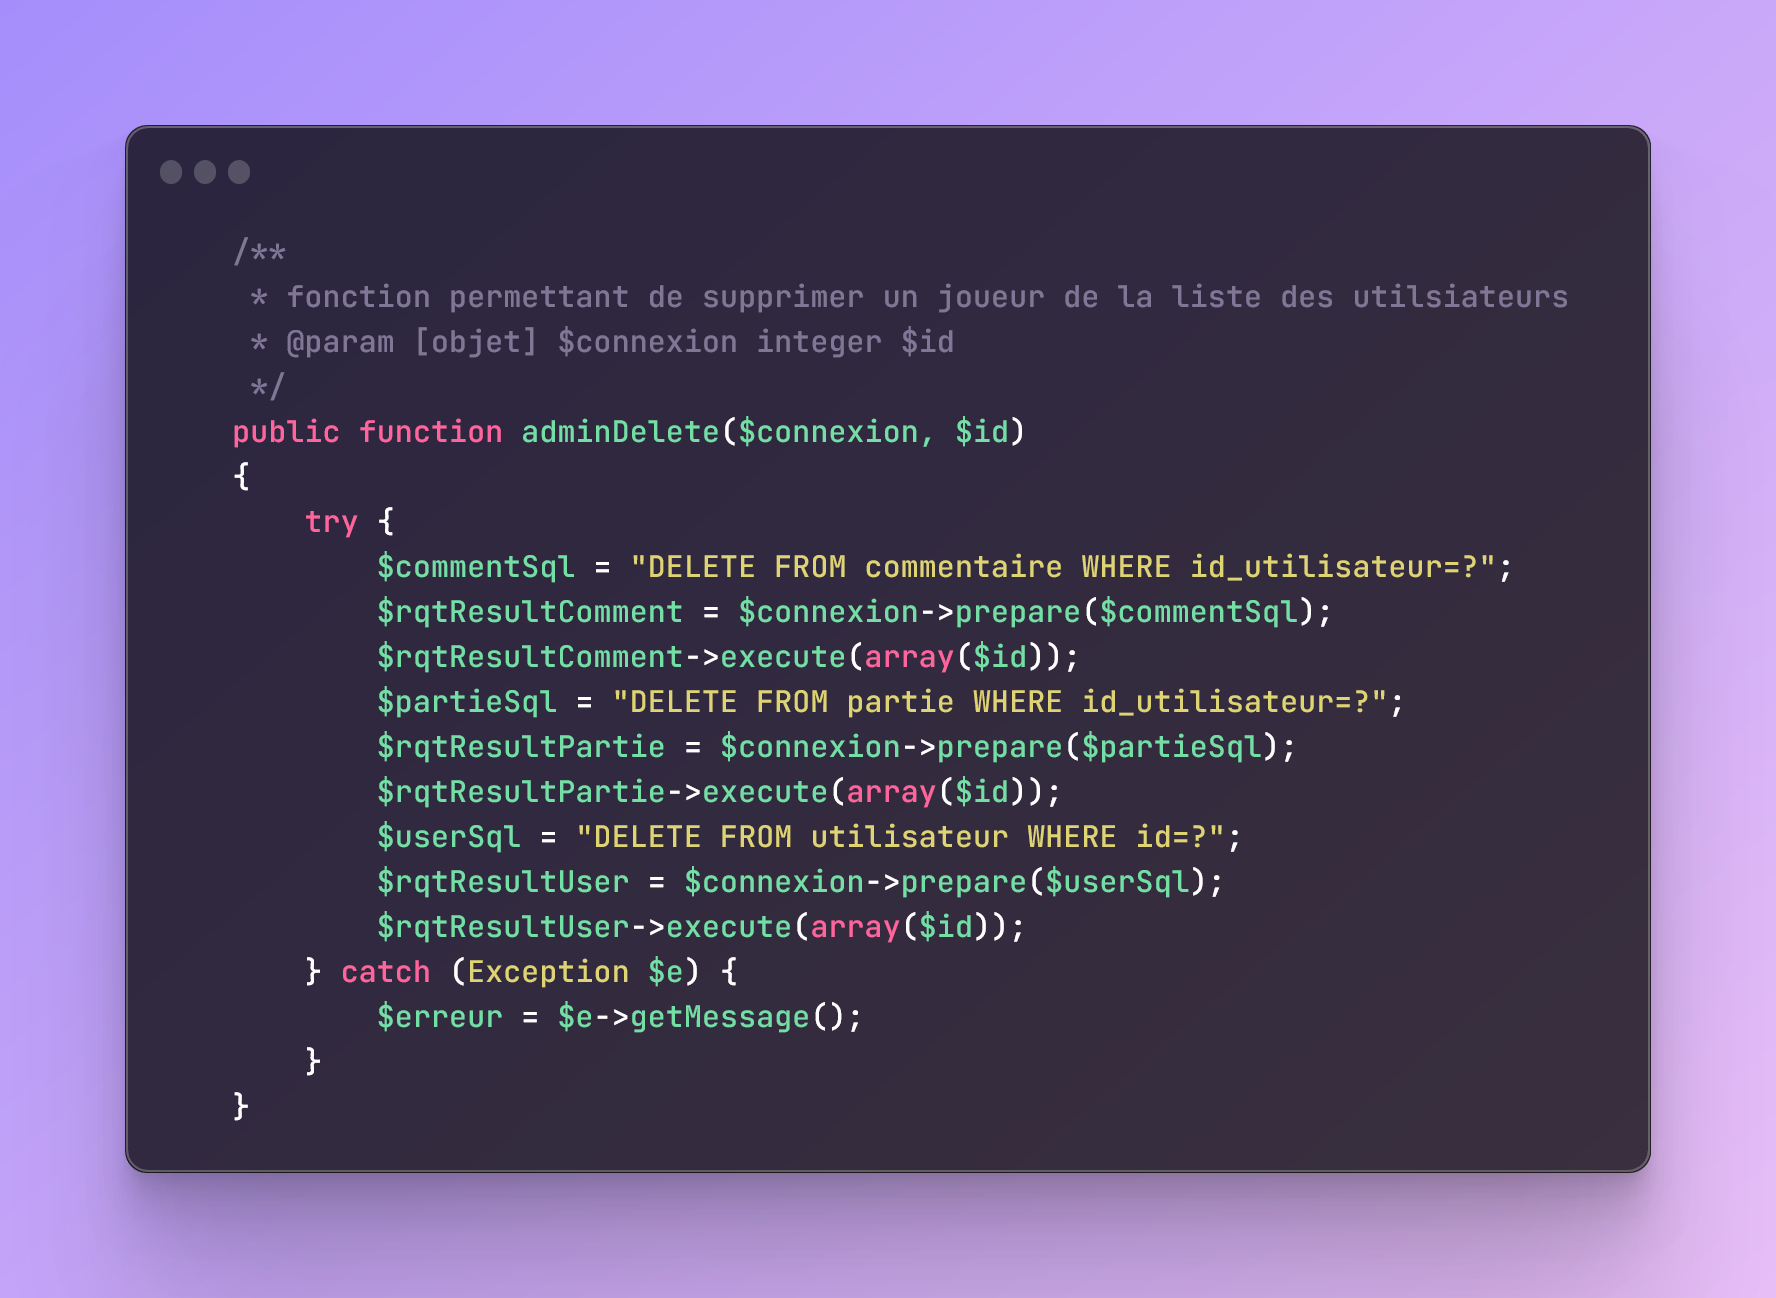 /**
 * fonction permettant de supprimer un joueur de la liste des utilsiateurs
 * @param [objet] $connexion integer $id
 */
public function adminDelete($connexion, $id)
{
    try {
        $commentSql = "DELETE FROM commentaire WHERE id_utilisateur=?";
        $rqtResultComment = $connexion->prepare($commentSql);
        $rqtResultComment->execute(array($id));
        $partieSql = "DELETE FROM partie WHERE id_utilisateur=?";
        $rqtResultPartie = $connexion->prepare($partieSql);
        $rqtResultPartie->execute(array($id));
        $userSql = "DELETE FROM utilisateur WHERE id=?";
        $rqtResultUser = $connexion->prepare($userSql);
        $rqtResultUser->execute(array($id));
    } catch (Exception $e) {
        $erreur = $e->getMessage();
    }
}